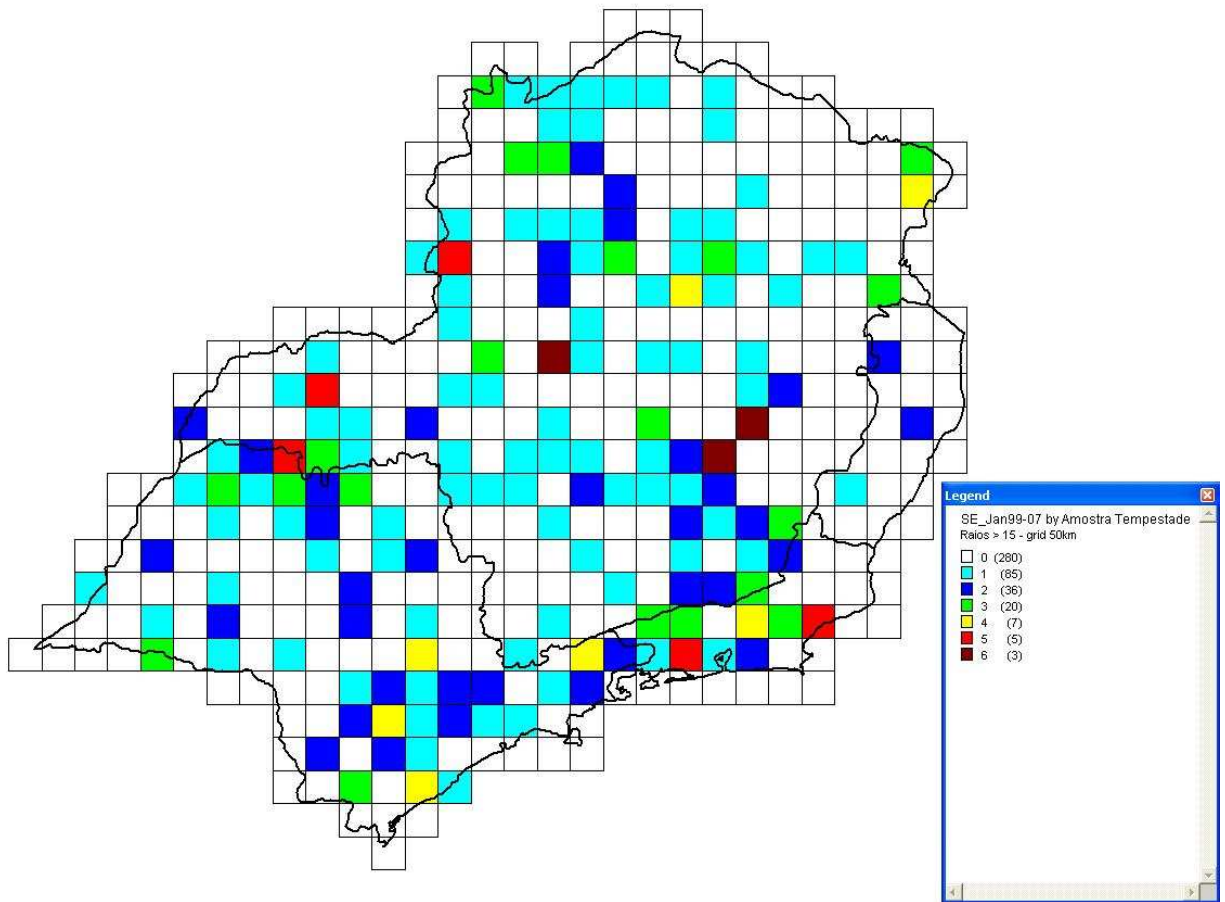 Legend
SE_Jan99-07 by Amostra Tempestade
Raios > 15 - grid 50km
0 (280)
1 (85)
2 (36)
3 (20)
4 (7)
5 (5)
6 (3)